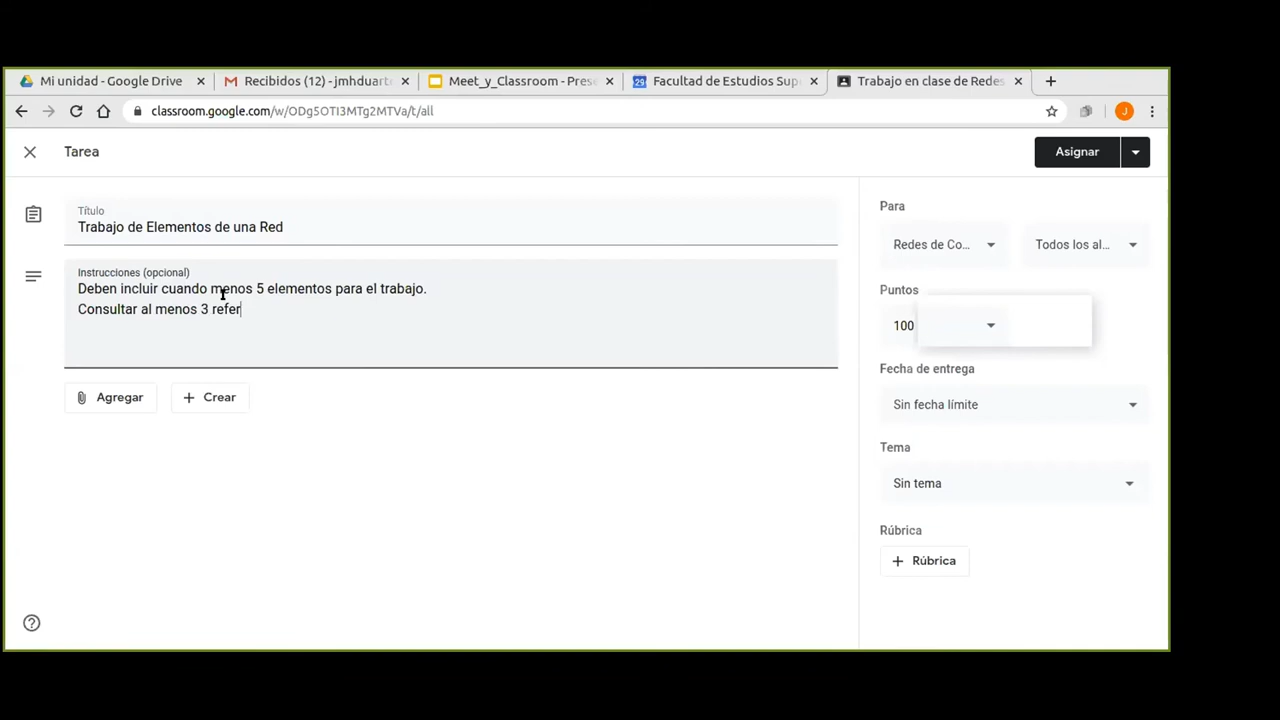 Mi unidad - Google Drive
Recibidos (12) - jmhduart
Meet_y_Classroom - Prese
29 Facultad de Estudios Sup
Trabajo en clase de Redes
classroom.google.com/w/ODg5OTI3MTg2MTVa/t/all
J
Tarea
Asignar
Título
Trabajo de Elementos de una Red
Instrucciones (opcional)
Deben incluir cuando menos 5 elementos para el trabajo.
Consultar al menos 3 refer
Agregar
Crear
Para
Redes de Co...
Todos los al...
Puntos
100
Fecha de entrega
Sin fecha límite
Tema
Sin tema
Rúbrica
Rúbrica